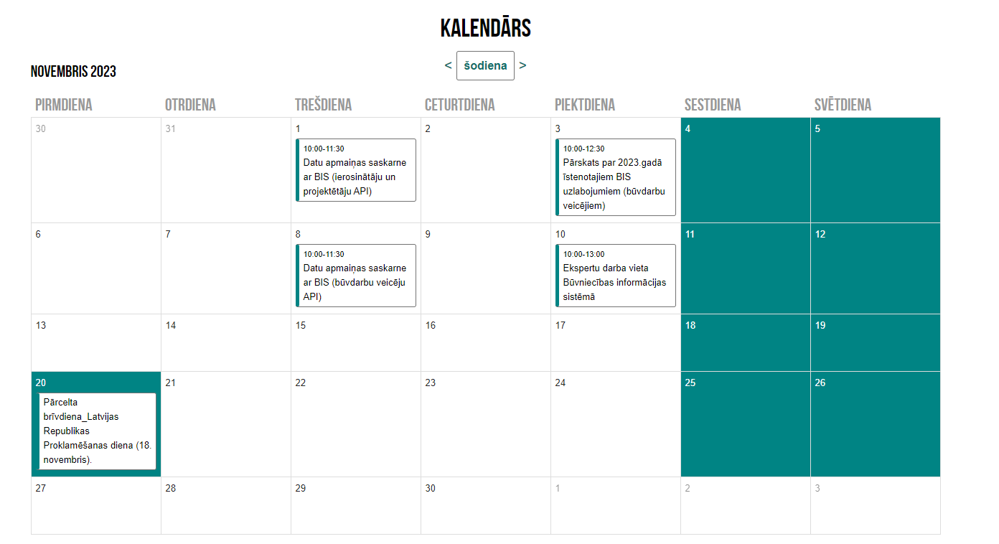 KALENDĀRS
< šodiena >
NOVEMBRIS 2023
PIRMDIENA OTRDIENA TREŠDIENA CETURTDIENA PIEKTDIENA SESTDIENA SVĒTDIENA
30 31 1 2 3 4 5
10:00-11:30
Datu apmaiņas saskarne
ar BIS (ierosinātāju un
projektētāju API)
10:00-12:30
Pārskats par 2023.gadā
īstenotajiem BIS
uzlabojumiem (būvdarbu
veicējiem)
6 7 8 9 10 11 12
10:00-11:30
Datu apmaiņas saskarne
ar BIS (būvdarbu veicēju
API)
10:00-13:00
Ekspertu darba vieta
Būvniecības informācijas
sistēmā
13 14 15 16 17 18 19
20 21 22 23 24 25 26
Pārcelta
brīvdiena_Latvijas
Republikas
Proklamēšanas diena (18.
novembris).
27 28 29 30 1 2 3